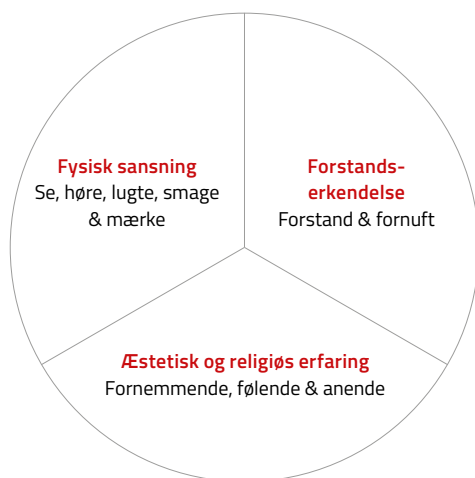 Fysisk sansning
Se, høre, lugte, smage
& mærke
Forstands-
erkendelse
Forstand & fornuft
Æstetisk og religiøs erfaring
Fornemmende, følende & anende